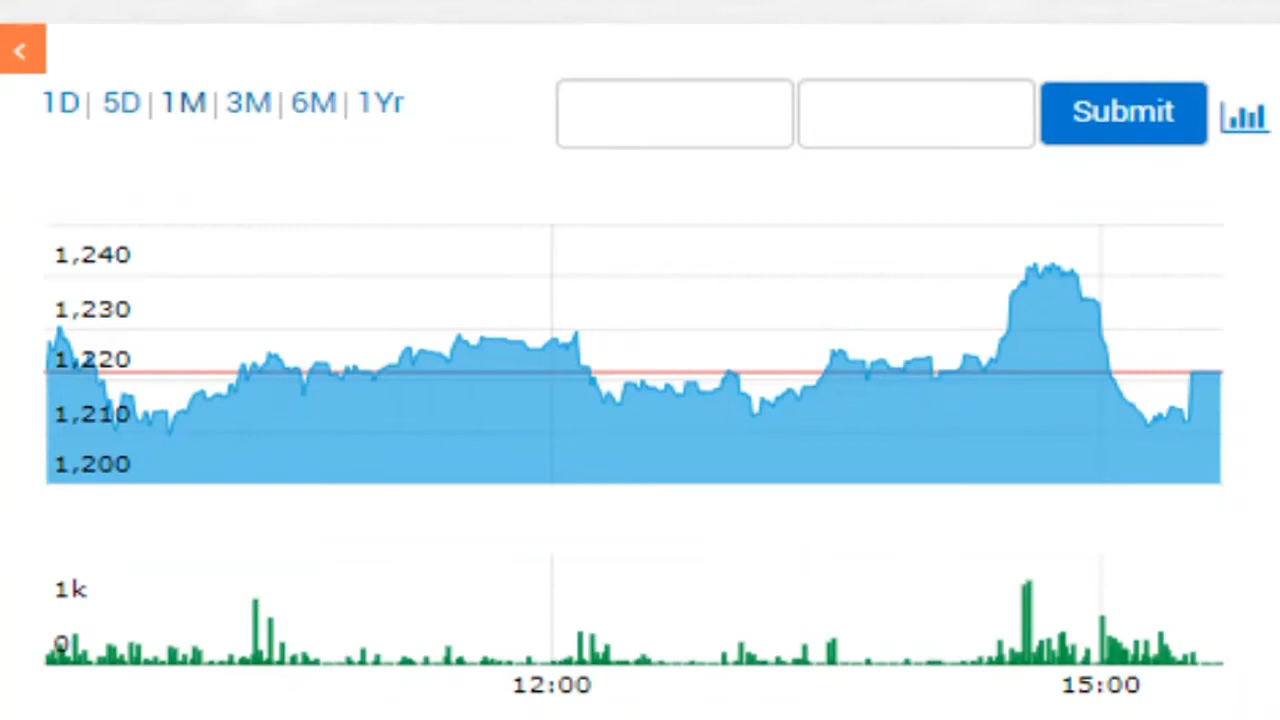 1D | 5D | 1M | 3M | 6M | 1Yr
Submit
1,240
1,230
1,220
1,210
1,200
1k
0
12:00 15:00